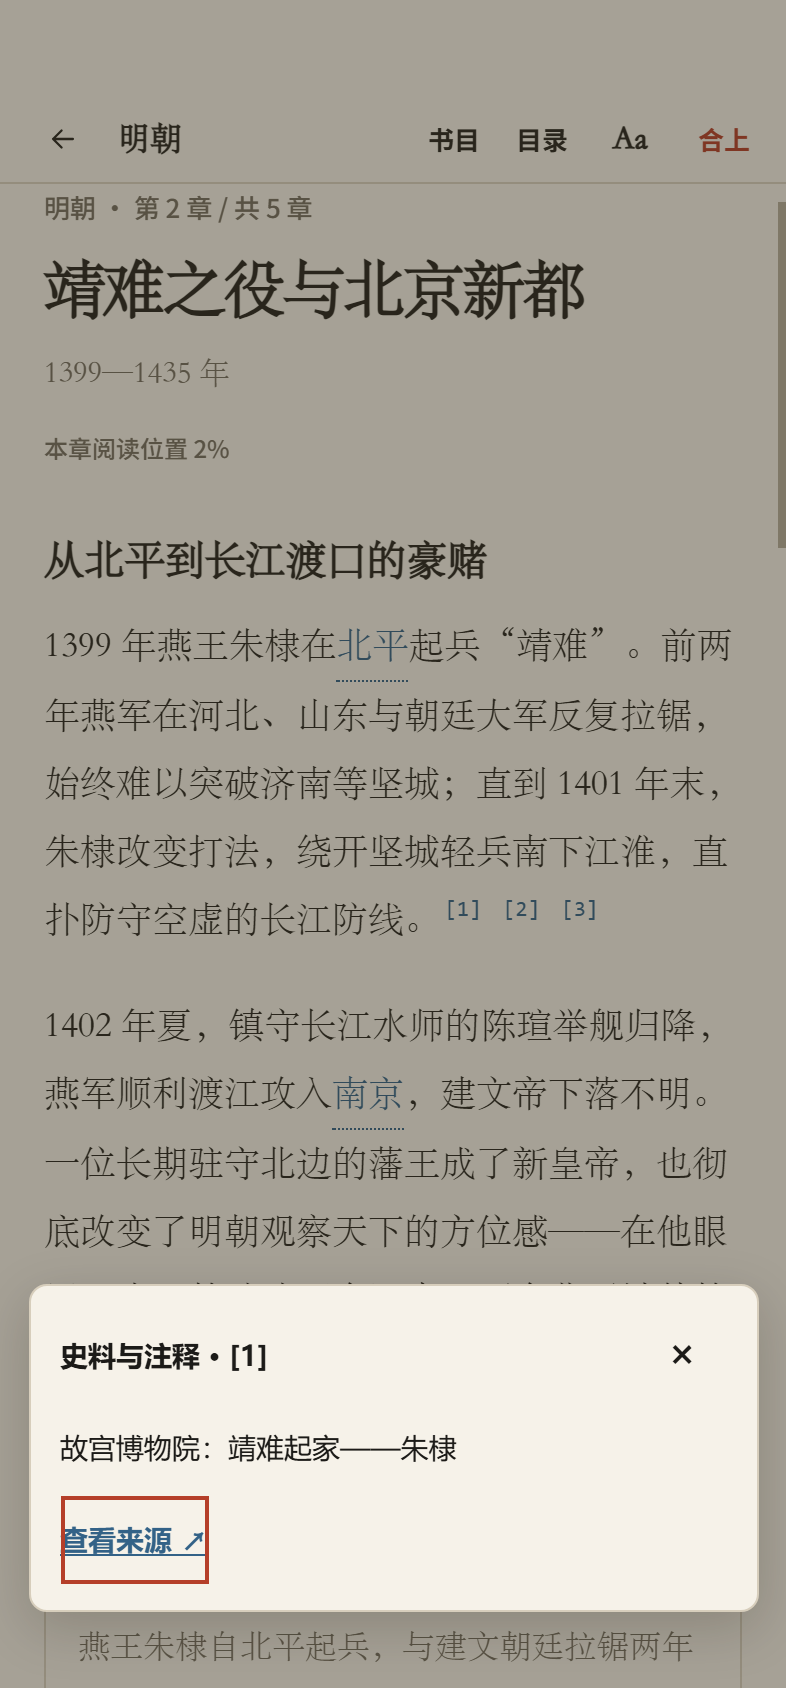 ← 明朝 书目 目录 Aa 合上
明朝 · 第 2 章 / 共 5 章
靖难之役与北京新都
1399—1435 年
本章阅读位置 2%
从北平到长江渡口的豪赌
1399 年燕王朱棣在北平起兵“靖难”。前两
年燕军在河北、山东与朝廷大军反复拉锯，
始终难以突破济南等坚城；直到 1401 年末，
朱棣改变打法，绕开坚城轻兵南下江淮，直
扑防守空虚的长江防线。[1] [2] [3]
1402 年夏，镇守长江水师的陈瑄举舰归降，
燕军顺利渡江攻入南京，建文帝下落不明。
一位长期驻守北边的藩王成了新皇帝，也彻
底改变了明朝观察天下的方位感——在他眼
史料与注释 · [1] ×
故宫博物院：靖难起家——朱棣
查看来源 ↗
燕王朱棣自北平起兵，与建文朝廷拉锯两年